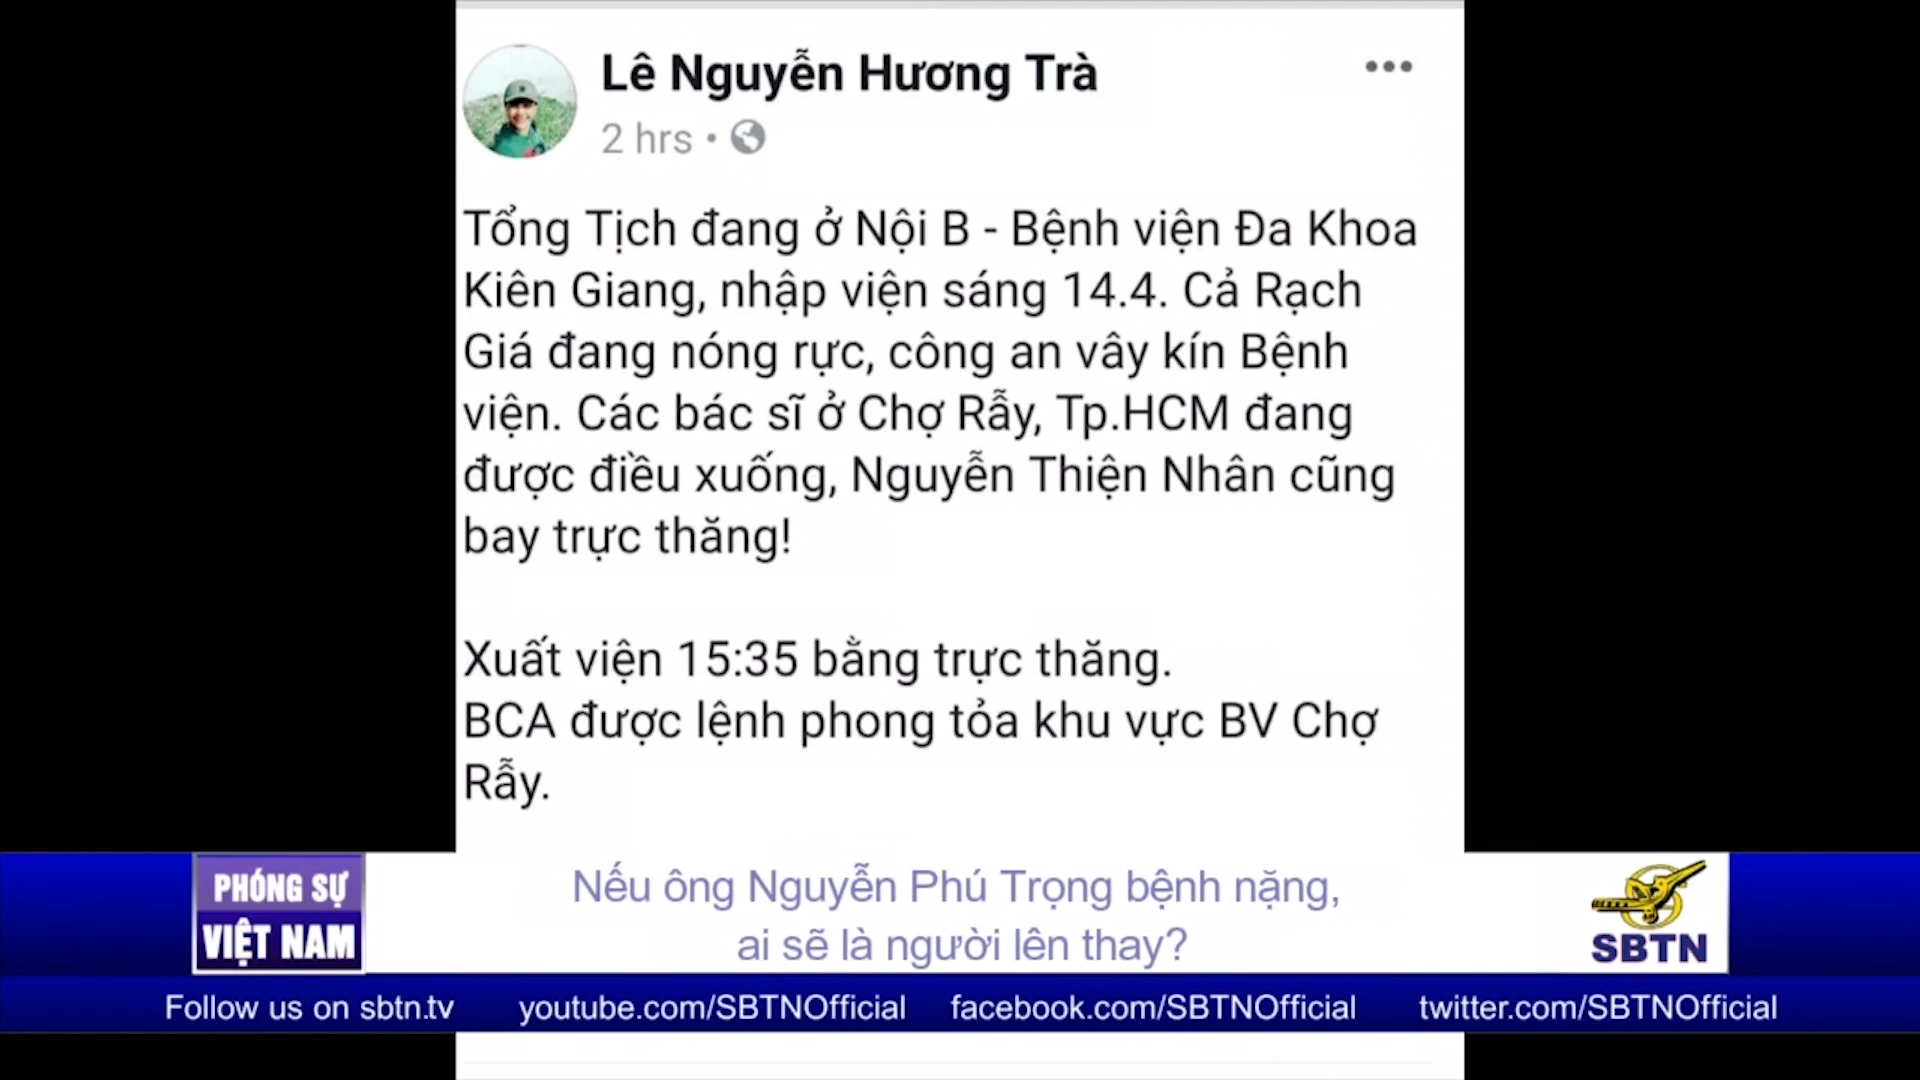 Lê Nguyễn Hương Trà
2 hrs •
Tổng Tịch đang ở Nội B - Bệnh viện Đa Khoa
Kiên Giang, nhập viện sáng 14.4. Cả Rạch
Giá đang nóng rực, công an vây kín Bệnh
viện. Các bác sĩ ở Chợ Rẫy, Tp.HCM đang
được điều xuống, Nguyễn Thiện Nhân cũng
bay trực thăng!
Xuất viện 15:35 bằng trực thăng.
BCA được lệnh phong tỏa khu vực BV Chợ
Rẫy.
PHÓNG SỰ
VIỆT NAM
Nếu ông Nguyễn Phú Trọng bệnh nặng,
ai sẽ là người lên thay?
SBTN
Follow us on sbtn.tv youtube.com/SBTNOfficial facebook.com/SBTNOfficial twitter.com/SBTNOfficial